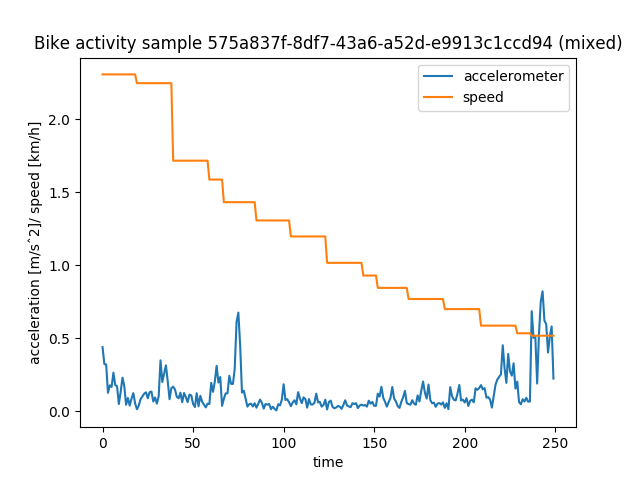 Bike activity sample 575a837f-8df7-43a6-a52d-e9913c1ccd94 (mixed)
accelerometer
speed
acceleration [m/s^2]/ speed [km/h]
2.0
1.5
1.0
0.5
0.0
0 50 100 150 200 250
time